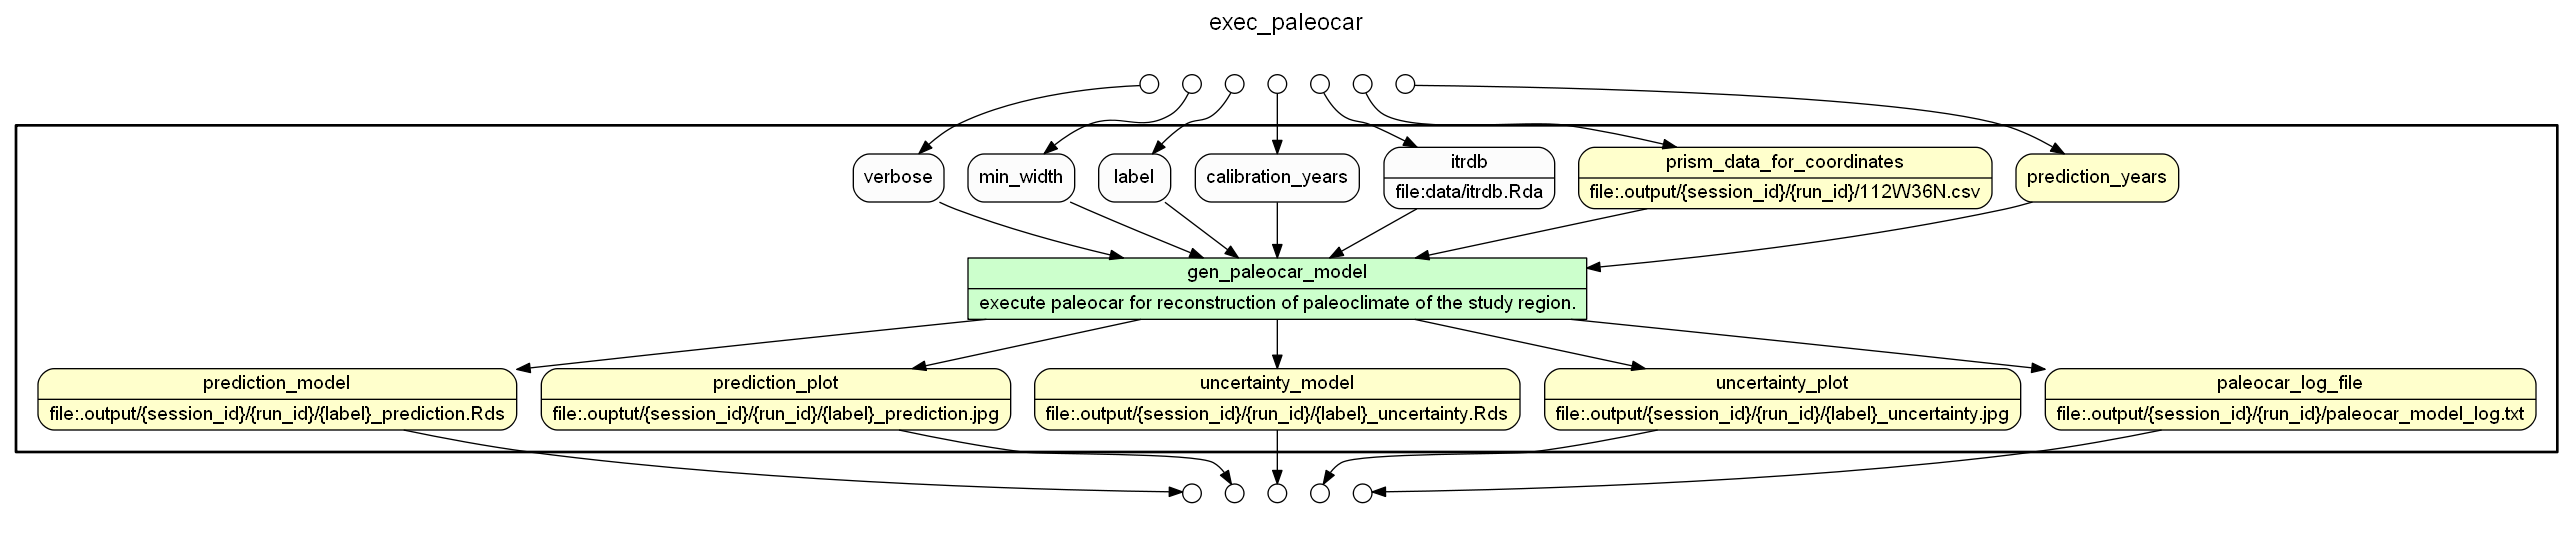 exec_paleocar
verbose
min_width
label
calibration_years
itrdb
file:data/itrdb.Rda
prism_data_for_coordinates
file:.output/{session_id}/{run_id}/112W36N.csv
prediction_years
gen_paleocar_model
execute paleocar for reconstruction of paleoclimate of the study region.
prediction_model
file:.output/{session_id}/{run_id}/{label}_prediction.Rds
prediction_plot
file:.ouptut/{session_id}/{run_id}/{label}_prediction.jpg
uncertainty_model
file:.output/{session_id}/{run_id}/{label}_uncertainty.Rds
uncertainty_plot
file:.output/{session_id}/{run_id}/{label}_uncertainty.jpg
paleocar_log_file
file:.output/{session_id}/{run_id}/paleocar_model_log.txt